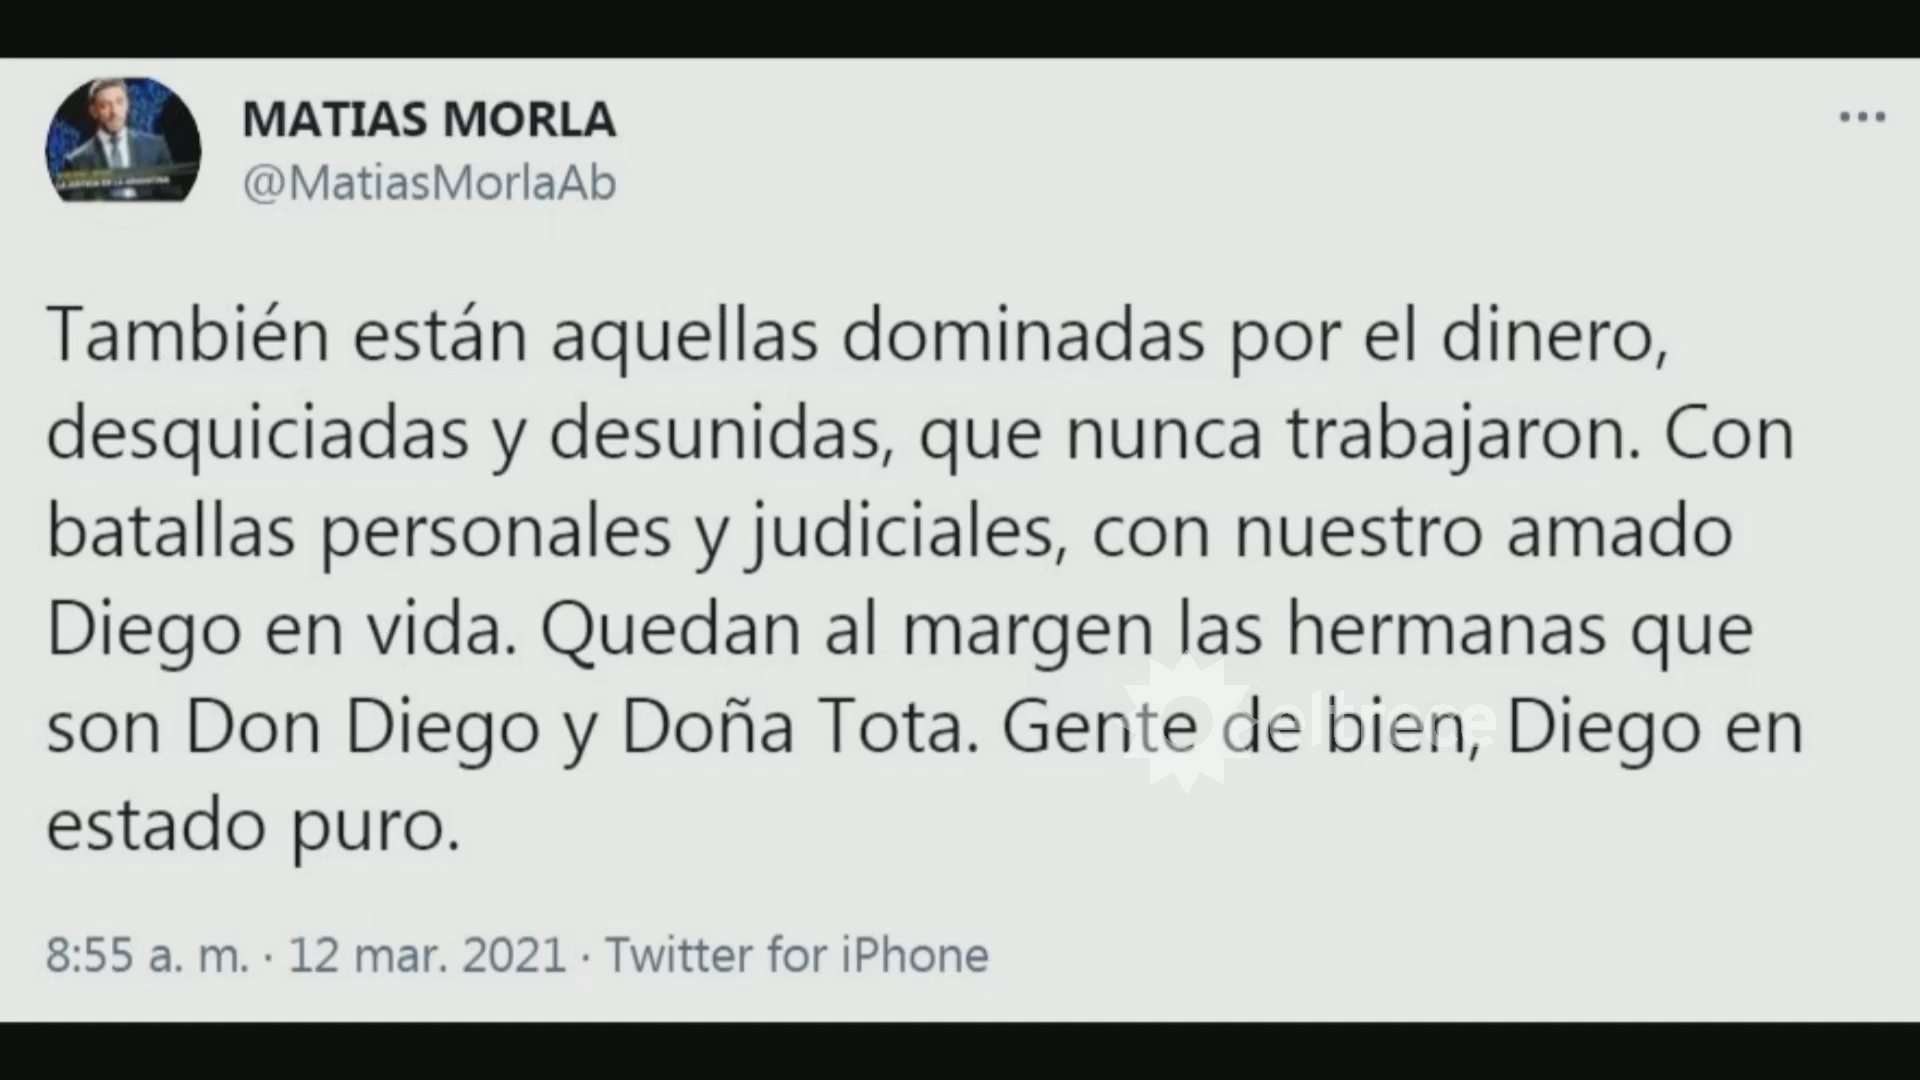 MATIAS MORLA
@MatiasMorlaAb
También están aquellas dominadas por el dinero,
desquiciadas y desunidas, que nunca trabajaron. Con
batallas personales y judiciales, con nuestro amado
Diego en vida. Quedan al margen las hermanas que
son Don Diego y Doña Tota. Gente de bien, Diego en
estado puro.
eltrece
8:55 a. m. · 12 mar. 2021 · Twitter for iPhone